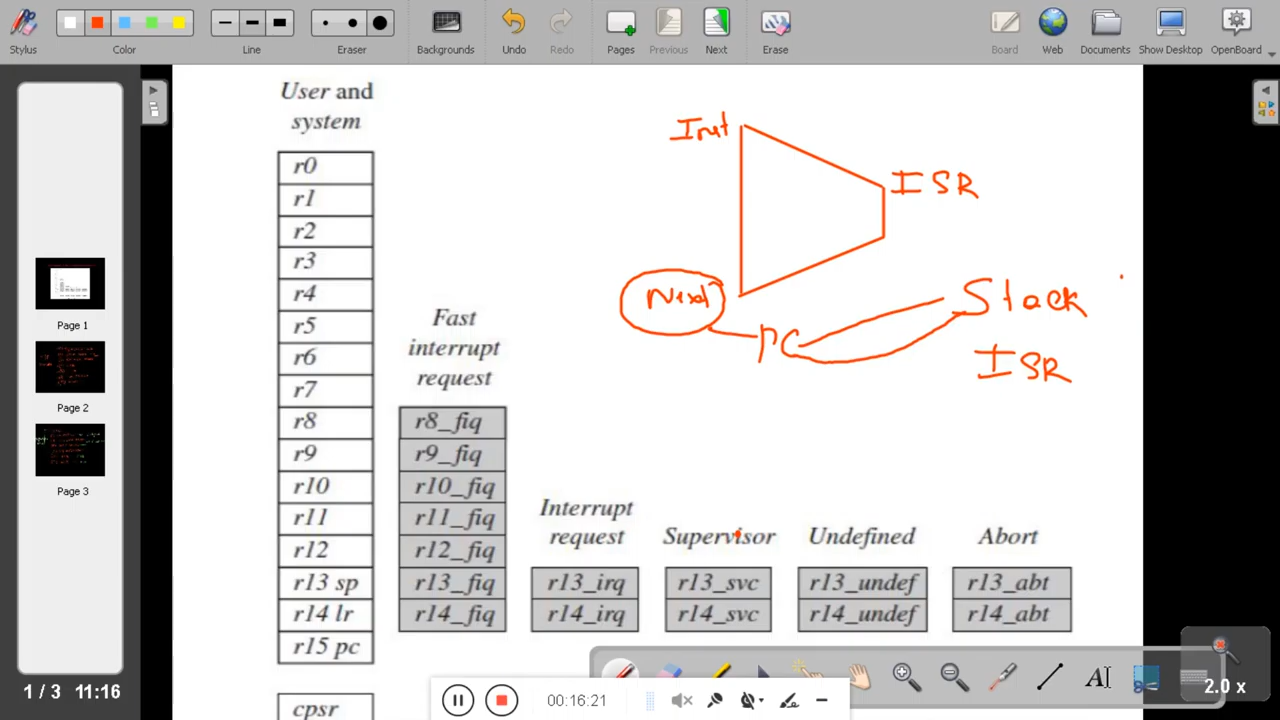 Stylus
Color
Line
Eraser
Backgrounds
Undo
Redo
Pages
Previous
Next
Erase
Board
Web
Documents
Show Desktop
OpenBoard
Page 1
Page 2
Page 3
1 / 3 11:16
User and
system
r0
r1
r2
r3
r4
r5
r6
r7
r8
r9
r10
r11
r12
r13 sp
r14 lr
r15 pc
cpsr
Fast
interrupt
request
r8_fiq
r9_fiq
r10_fiq
r11_fiq
r12_fiq
r13_fiq
r14_fiq
Interrupt
request
r13_irq
r14_irq
Supervisor
r13_svc
r14_svc
Undefined
r13_undef
r14_undef
Abort
r13_abt
r14_abt
ISR
Next
PC
Stack
ISR
00:16:21
2.0 x